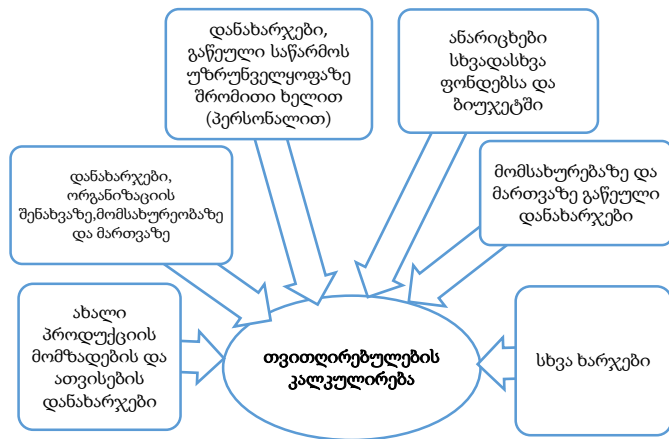 დანახარჯები,
გაწეული საწარმოს
უზრუნველყოფაზე
შრომითი ხელით
(პერსონალით)
ანარიცხები
სხვადასხვა
ფონდებსა და
ბიუჯეტში
დანახარჯები,
ორგანიზაციის
შენახვაზე,მომსახურეობაზე
და მართვაზე
მომსახურებაზე და
მართვაზე გაწეული
დანახარჯები
ახალი
პროდუქციის
მომზადების და
ათვისების
დანახარჯები
თვითღირებულების
კალკულირება
სხვა ხარჯები